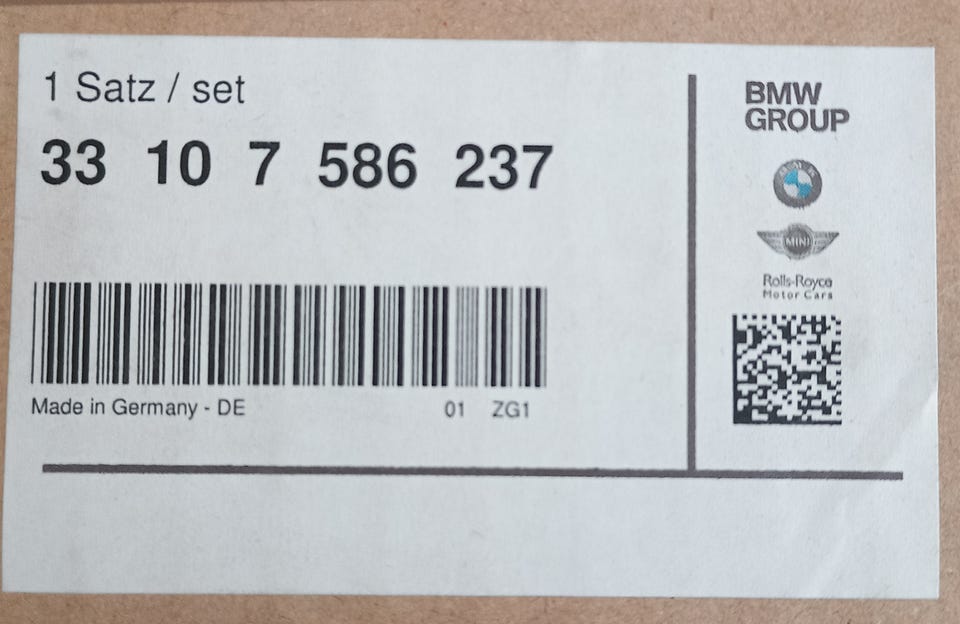 1 Satz / set
33 10 7 586 237
Made in Germany - DE 01 ZG1
BMW
GROUP
MINI
Rolls-Royce
Motor Cars